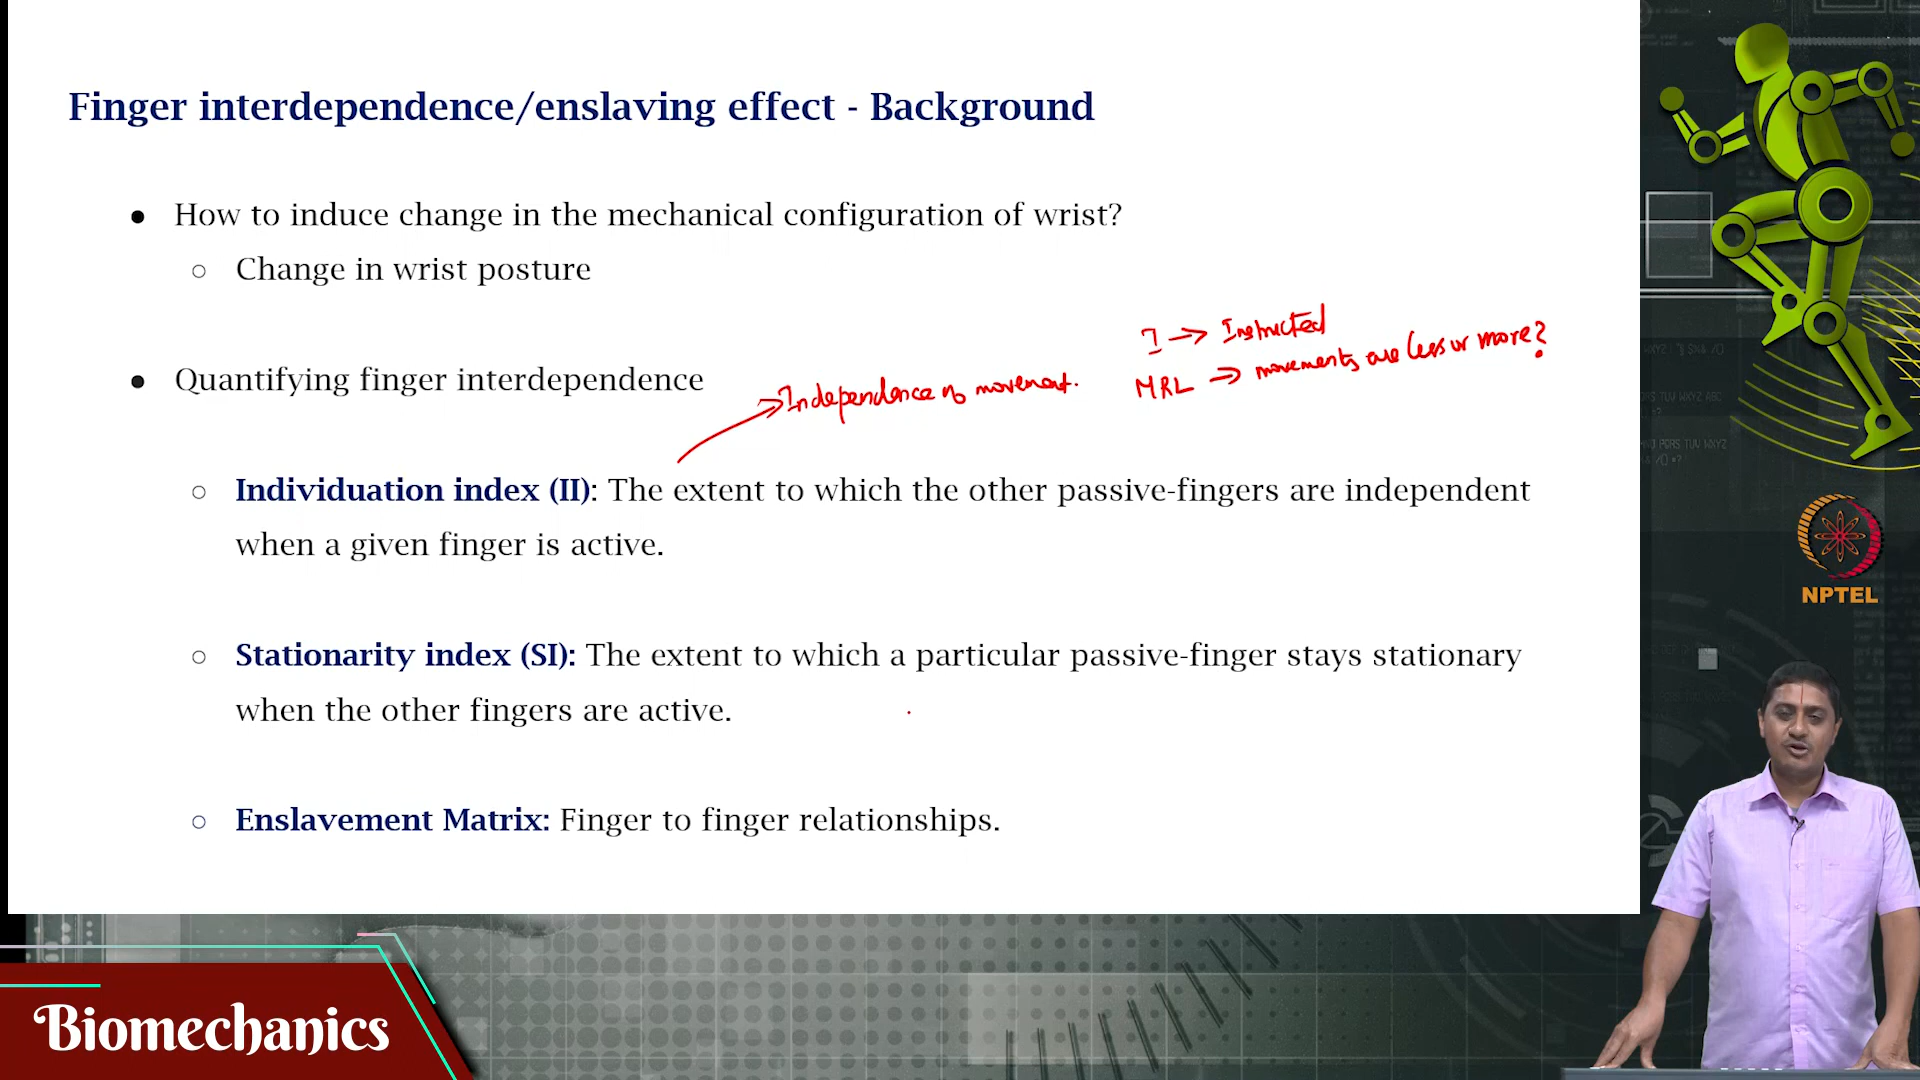 Finger interdependence/enslaving effect - Background
● How to induce change in the mechanical configuration of wrist?
○ Change in wrist posture
I → Instructed
MRL → movements are less or more?
● Quantifying finger interdependence
→ Independence of movement.
○ Individuation index (II): The extent to which the other passive-fingers are independent
when a given finger is active.
○ Stationarity index (SI): The extent to which a particular passive-finger stays stationary
when the other fingers are active.
○ Enslavement Matrix: Finger to finger relationships.
NPTEL
Biomechanics